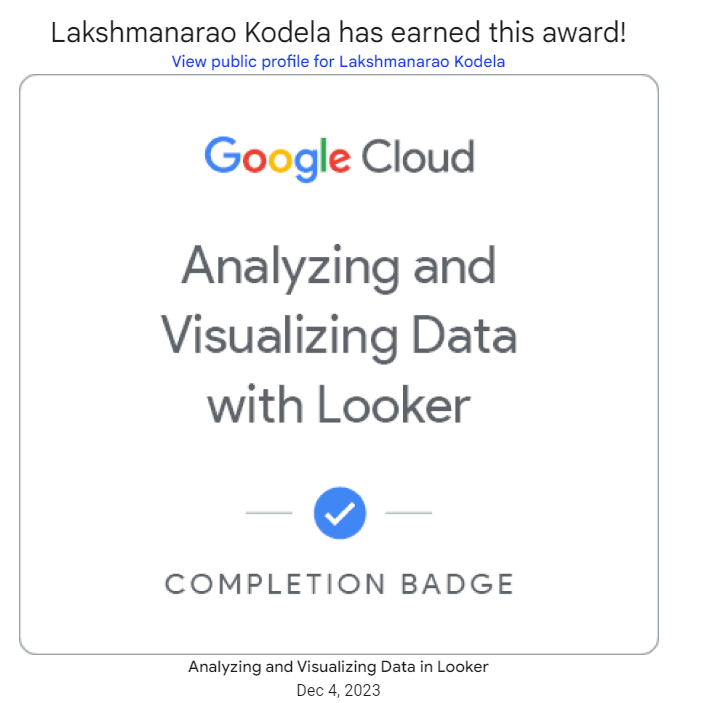 Lakshmanarao Kodela has earned this award!
View public profile for Lakshmanarao Kodela
Google Cloud
Analyzing and
Visualizing Data
with Looker
COMPLETION BADGE
Analyzing and Visualizing Data in Looker
Dec 4, 2023